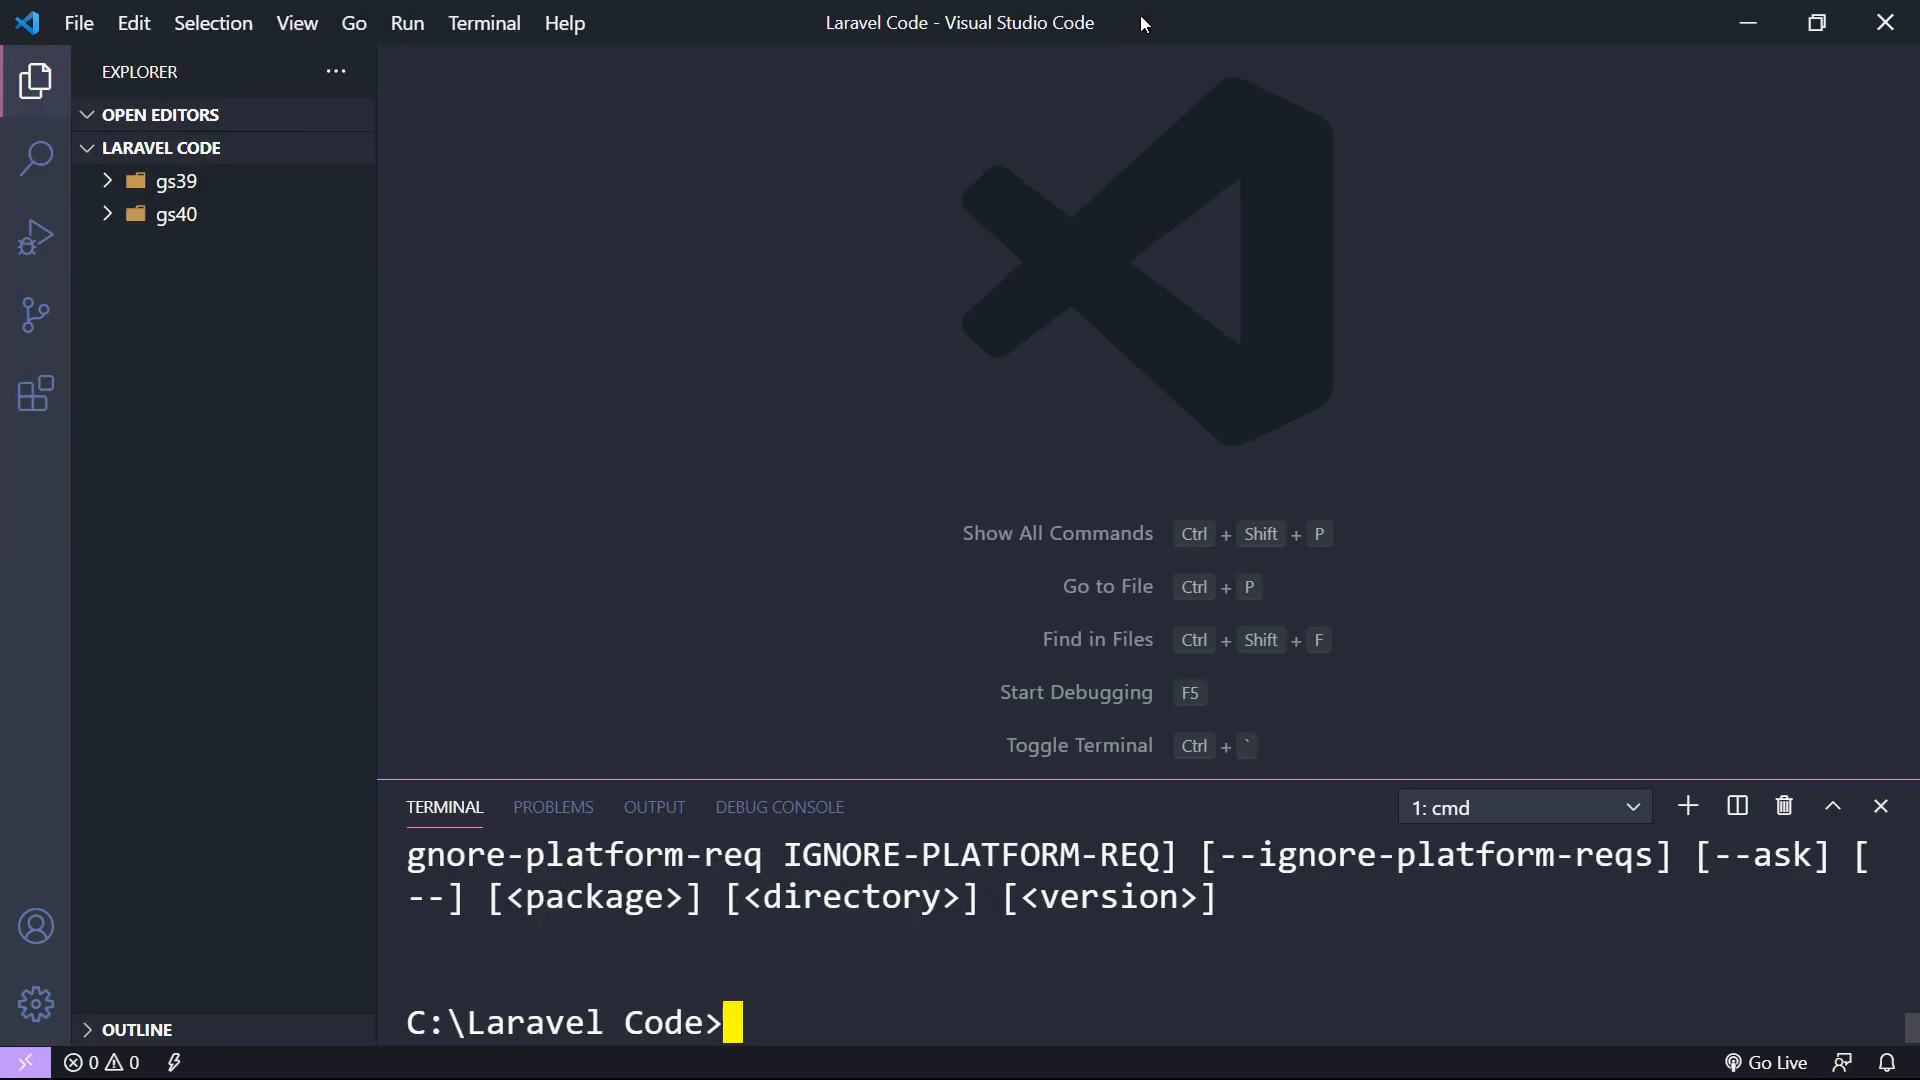 File Edit Selection View Go Run Terminal Help
Laravel Code - Visual Studio Code
EXPLORER
OPEN EDITORS
LARAVEL CODE
gs39
gs40
OUTLINE
Show All Commands Ctrl + Shift + P
Go to File Ctrl + P
Find in Files Ctrl + Shift + F
Start Debugging F5
Toggle Terminal Ctrl + `
TERMINAL PROBLEMS OUTPUT DEBUG CONSOLE
1: cmd
gnore-platform-req IGNORE-PLATFORM-REQ] [--ignore-platform-reqs] [--ask] [
--] [<package>] [<directory>] [<version>]
C:\Laravel Code>
0 0
Go Live